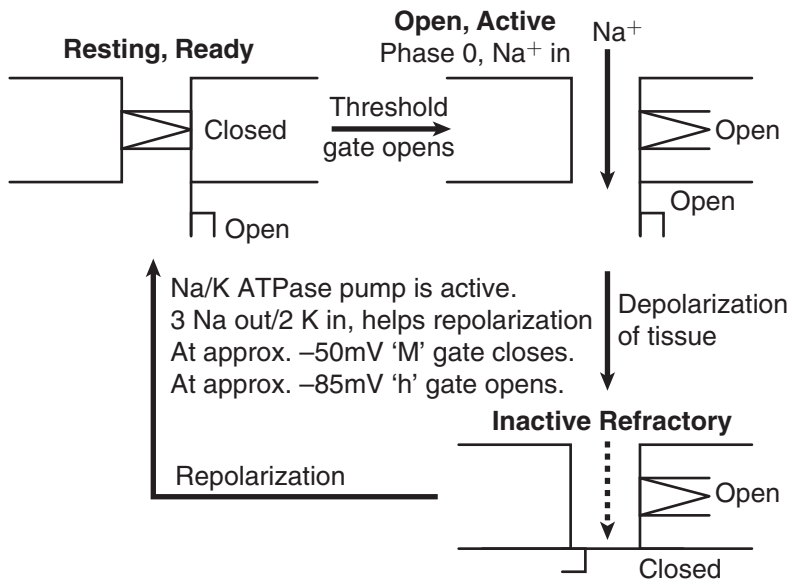 Resting, Ready
Closed
Open
Threshold
gate opens
Open, Active
Phase 0, Na⁺ in
Na⁺
Open
Open
Na/K ATPase pump is active.
3 Na out/2 K in, helps repolarization
At approx. –50mV ‘M’ gate closes.
At approx. –85mV ‘h’ gate opens.
Depolarization
of tissue
Inactive Refractory
Open
Closed
Repolarization